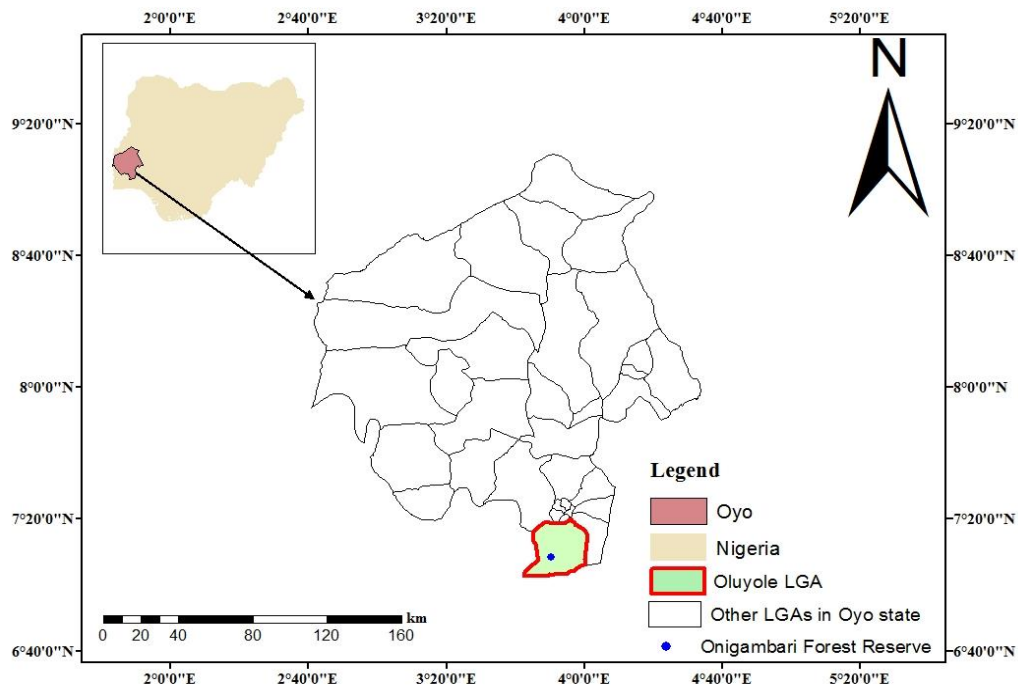 2°0'0"E 2°40'0"E 3°20'0"E 4°0'0"E 4°40'0"E 5°20'0"E
N
9°20'0"N 9°20'0"N
8°40'0"N 8°40'0"N
8°0'0"N 8°0'0"N
Legend
7°20'0"N 7°20'0"N
Oyo
Nigeria
Oluyole LGA
Other LGAs in Oyo state
Onigambari Forest Reserve
km
0 20 40 80 120 160
6°40'0"N 6°40'0"N
2°0'0"E 2°40'0"E 3°20'0"E 4°0'0"E 4°40'0"E 5°20'0"E